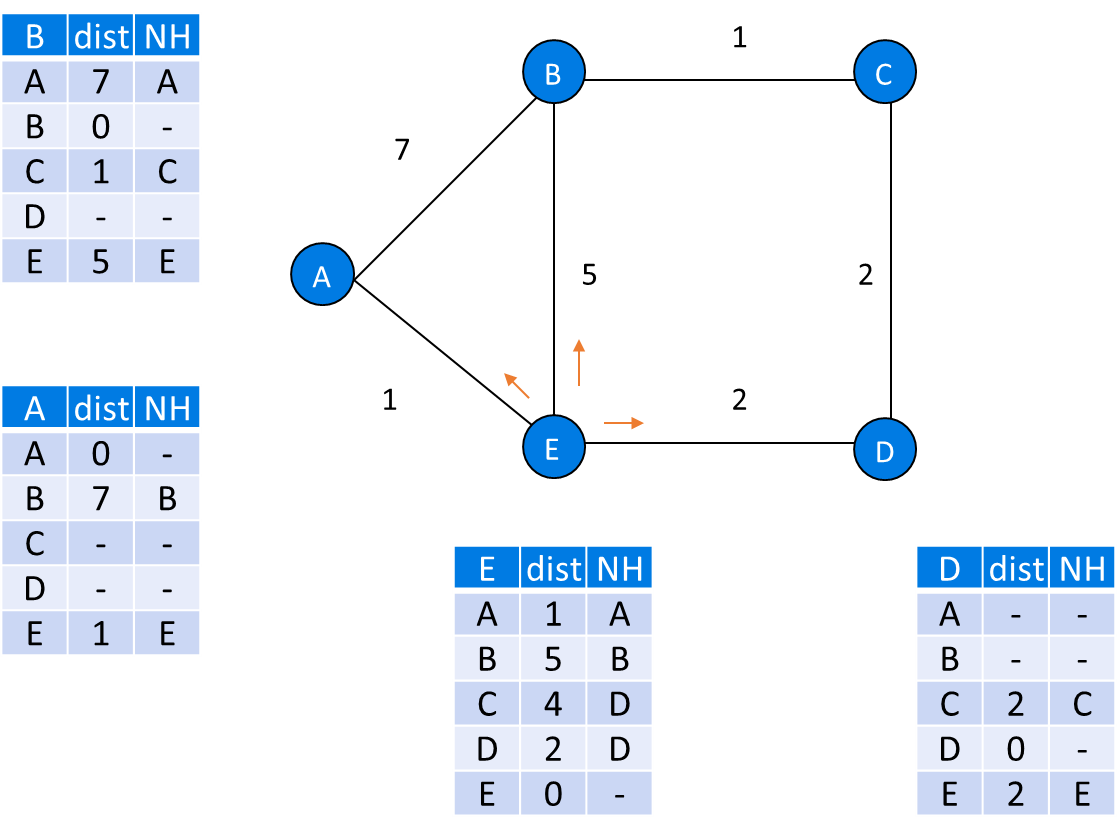 B dist NH
A 7 A
B 0 -
C 1 C
D - -
E 5 E
A dist NH
A 0 -
B 7 B
C - -
D - -
E 1 E
1
B
C
7
A
5
2
1
2
E
D
E dist NH
A 1 A
B 5 B
C 4 D
D 2 D
E 0 -
D dist NH
A - -
B - -
C 2 C
D 0 -
E 2 E